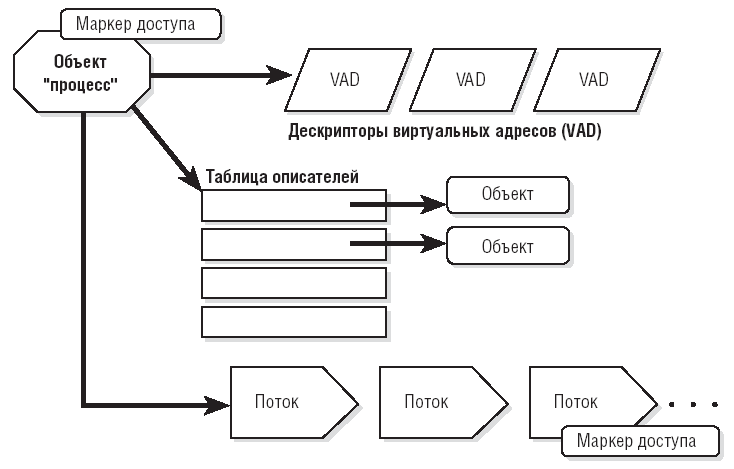 Маркер доступа
Объект
"процесс"
VAD
VAD
VAD
Дескрипторы виртуальных адресов (VAD)
Таблица описателей
Объект
Объект
Поток
Поток
Поток
Маркер доступа